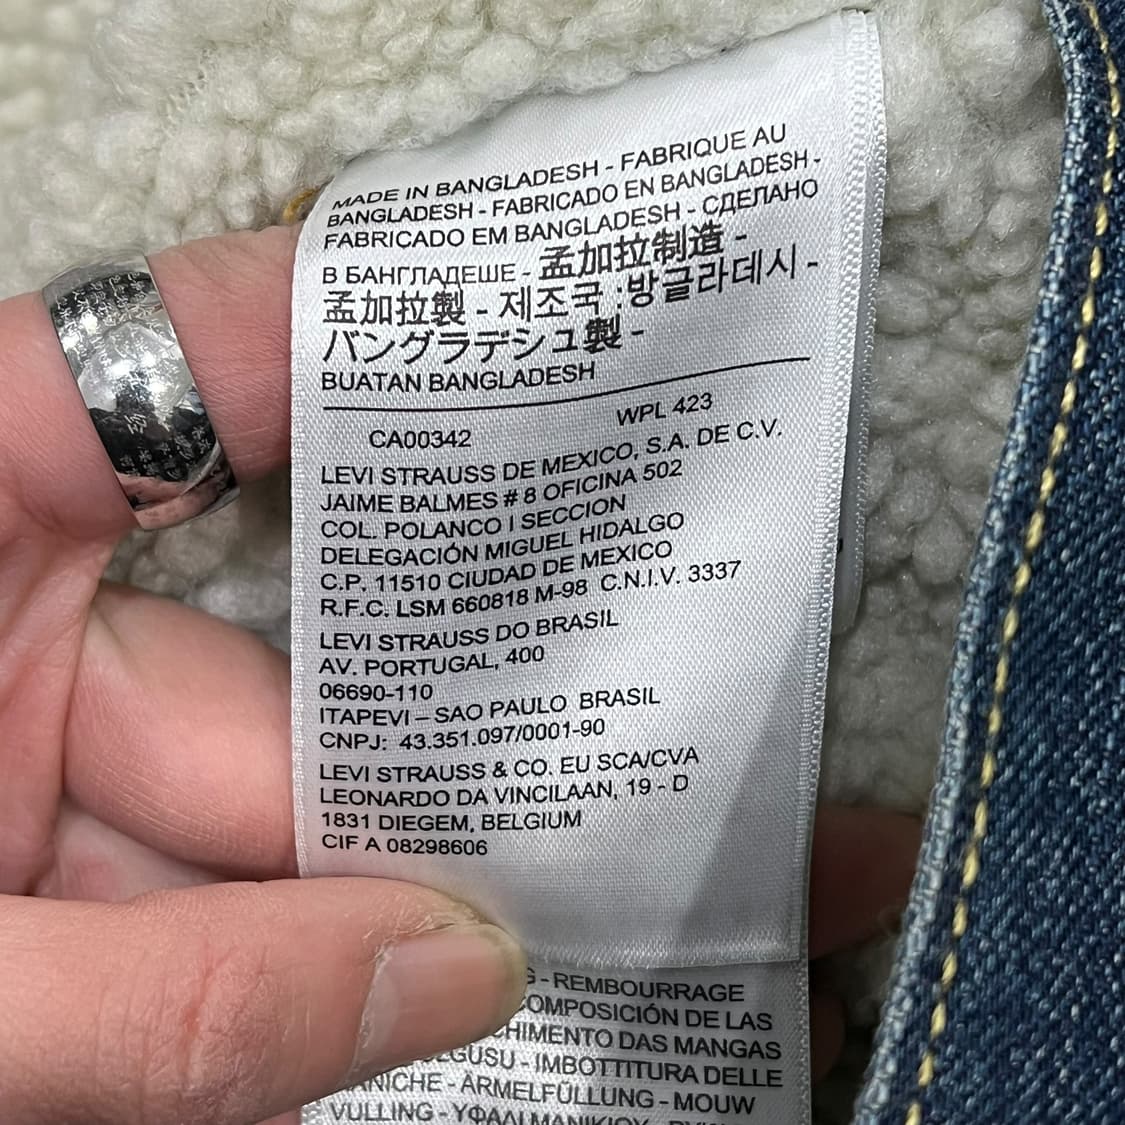 MADE IN BANGLADESH - FABRIQUE AU
BANGLADESH - FABRICADO EN BANGLADESH -
FABRICADO EM BANGLADESH - СДЕЛАНО
В БАНГЛАДЕШЕ - 孟加拉制造 -
孟加拉製 - 제조국 :방글라데시 -
バングラデシュ製 -
BUATAN BANGLADESH
CA00342 WPL 423
LEVI STRAUSS DE MEXICO, S.A. DE C.V.
JAIME BALMES # 8 OFICINA 502
COL. POLANCO I SECCION
DELEGACIÓN MIGUEL HIDALGO
C.P. 11510 CIUDAD DE MEXICO
R.F.C. LSM 660818 M-98 C.N.I.V. 3337
LEVI STRAUSS DO BRASIL
AV. PORTUGAL, 400
06690-110
ITAPEVI – SAO PAULO BRASIL
CNPJ: 43.351.097/0001-90
LEVI STRAUSS & CO. EU SCA/CVA
LEONARDO DA VINCILAAN, 19 - D
1831 DIEGEM, BELGIUM
CIF A 08298606
- REMBOURRAGE
COMPOSICIÓN DE LAS
CHIMENTO DAS MANGAS
- IMBOTTITURA DELLE
MANICHE - ÄRMELFÜLLUNG - MOUW
VULLING - ΥΦΑΛΙ ΜΑΝΙΚΙΟΥ